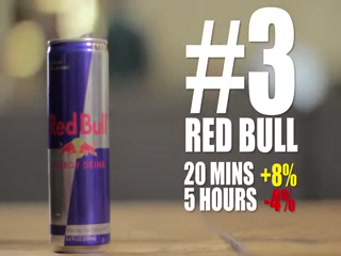 Red Bull
ENERGY DRINK
#3
RED BULL
20 MINS +8%
5 HOURS -4%